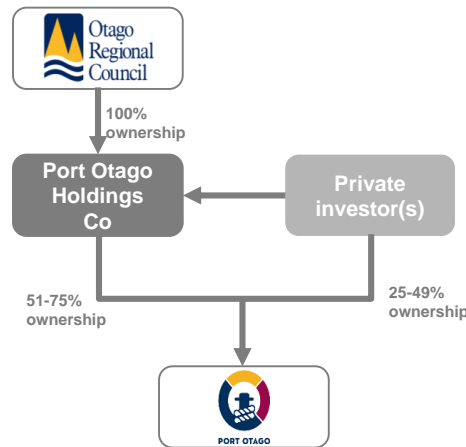 Otago
Regional
Council
100%
ownership
Port Otago
Holdings
Co
Private
investor(s)
51-75%
ownership
25-49%
ownership
PORT OTAGO